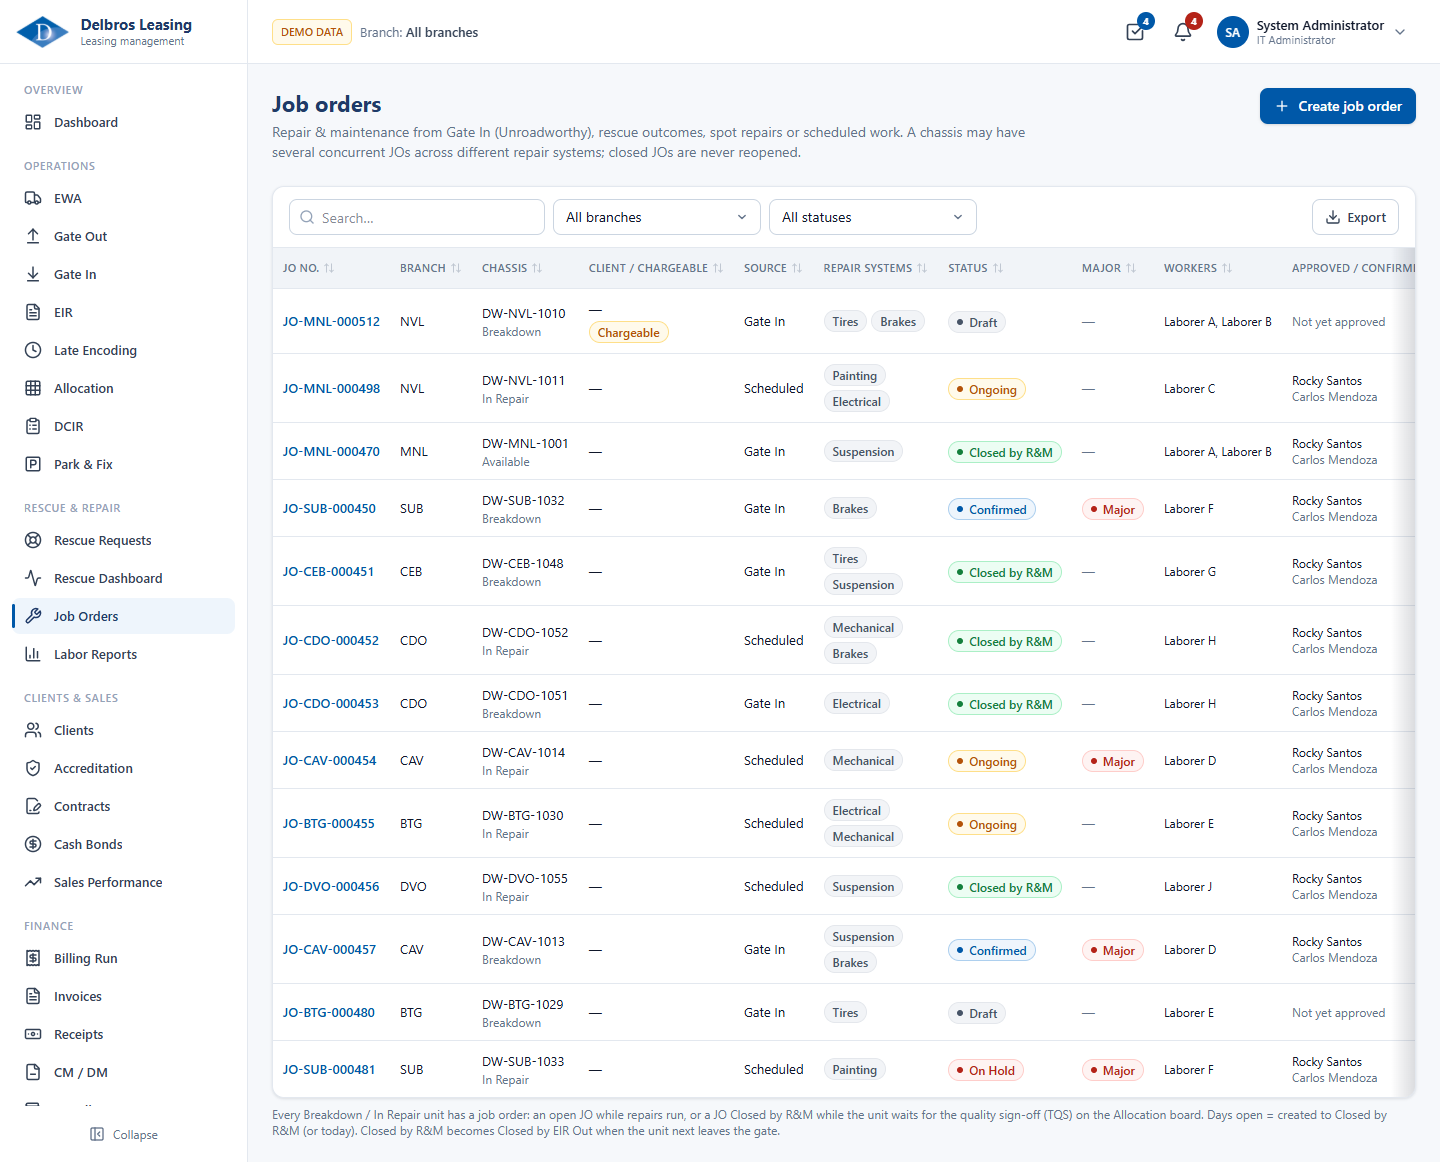 Delbros Leasing
Leasing management
DEMO DATA Branch: All branches
4
4
SA
System Administrator
IT Administrator
OVERVIEW
Dashboard
OPERATIONS
EWA
Gate Out
Gate In
EIR
Late Encoding
Allocation
DCIR
Park & Fix
RESCUE & REPAIR
Rescue Requests
Rescue Dashboard
Job Orders
Labor Reports
CLIENTS & SALES
Clients
Accreditation
Contracts
Cash Bonds
Sales Performance
FINANCE
Billing Run
Invoices
Receipts
CM / DM
Collapse
Job orders
Create job order
Repair & maintenance from Gate In (Unroadworthy), rescue outcomes, spot repairs or scheduled work. A chassis may have
several concurrent JOs across different repair systems; closed JOs are never reopened.
Search... All branches All statuses Export
JO NO. BRANCH CHASSIS CLIENT / CHARGEABLE SOURCE REPAIR SYSTEMS STATUS MAJOR WORKERS APPROVED / CONFIRM
JO-MNL-000512 NVL DW-NVL-1010 Breakdown — Chargeable Gate In Tires Brakes Draft — Laborer A, Laborer B Not yet approved
JO-MNL-000498 NVL DW-NVL-1011 In Repair — Scheduled Painting Electrical Ongoing — Laborer C Rocky Santos Carlos Mendoza
JO-MNL-000470 MNL DW-MNL-1001 Available — Gate In Suspension Closed by R&M — Laborer A, Laborer B Rocky Santos Carlos Mendoza
JO-SUB-000450 SUB DW-SUB-1032 Breakdown — Gate In Brakes Confirmed Major Laborer F Rocky Santos Carlos Mendoza
JO-CEB-000451 CEB DW-CEB-1048 Breakdown — Gate In Tires Suspension Closed by R&M — Laborer G Rocky Santos Carlos Mendoza
JO-CDO-000452 CDO DW-CDO-1052 In Repair — Scheduled Mechanical Brakes Closed by R&M — Laborer H Rocky Santos Carlos Mendoza
JO-CDO-000453 CDO DW-CDO-1051 Breakdown — Gate In Electrical Closed by R&M — Laborer H Rocky Santos Carlos Mendoza
JO-CAV-000454 CAV DW-CAV-1014 In Repair — Scheduled Mechanical Ongoing Major Laborer D Rocky Santos Carlos Mendoza
JO-BTG-000455 BTG DW-BTG-1030 In Repair — Scheduled Electrical Mechanical Ongoing — Laborer E Rocky Santos Carlos Mendoza
JO-DVO-000456 DVO DW-DVO-1055 In Repair — Scheduled Suspension Closed by R&M — Laborer J Rocky Santos Carlos Mendoza
JO-CAV-000457 CAV DW-CAV-1013 Breakdown — Gate In Suspension Brakes Confirmed Major Laborer D Rocky Santos Carlos Mendoza
JO-BTG-000480 BTG DW-BTG-1029 Breakdown — Gate In Tires Draft — Laborer E Not yet approved
JO-SUB-000481 SUB DW-SUB-1033 In Repair — Scheduled Painting On Hold Major Laborer F Rocky Santos Carlos Mendoza
Every Breakdown / In Repair unit has a job order: an open JO while repairs run, or a JO Closed by R&M while the unit waits for the quality sign-off (TQS) on the Allocation board. Days open = created to Closed by
R&M (or today). Closed by R&M becomes Closed by EIR Out when the unit next leaves the gate.